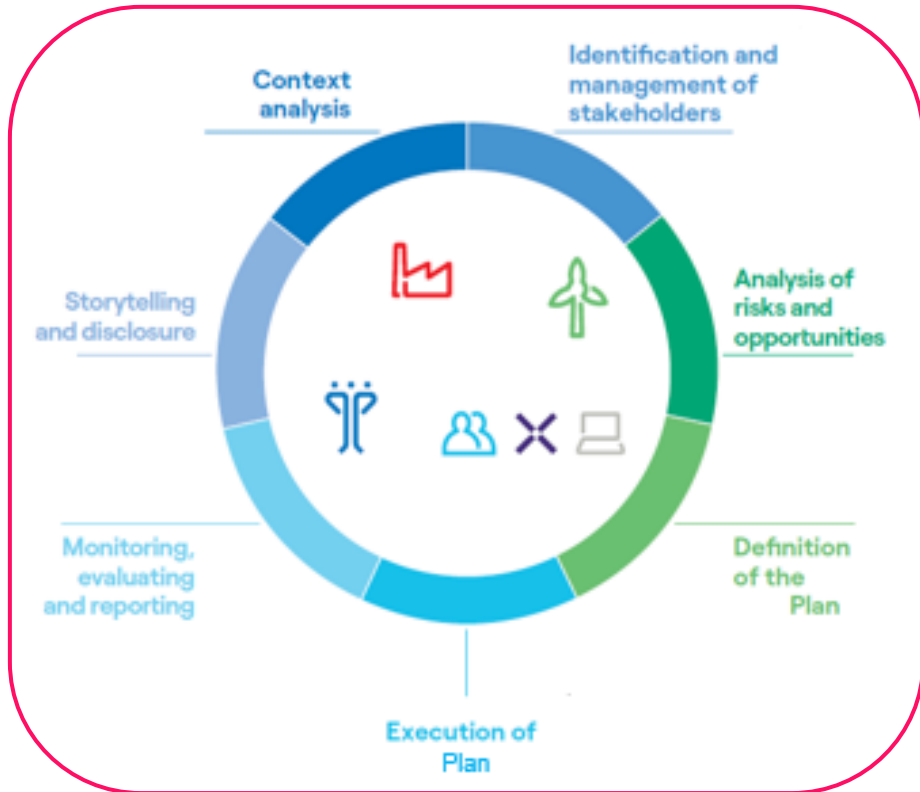 Context
analysis
Identification and
management of
stakeholders
Analysis of
risks and
opportunities
Definition
of the
Plan
Execution of
Plan
Monitoring,
evaluating
and reporting
Storytelling
and disclosure